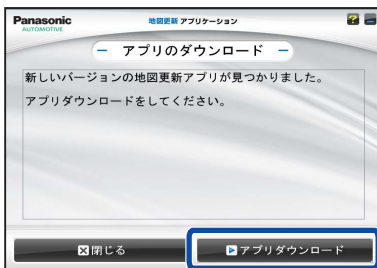 Panasonic
AUTOMOTIVE
地図更新 アプリケーション
アプリのダウンロード
新しいバージョンの地図更新アプリが見つかりました。
アプリダウンロードをしてください。
閉じる
アプリダウンロード